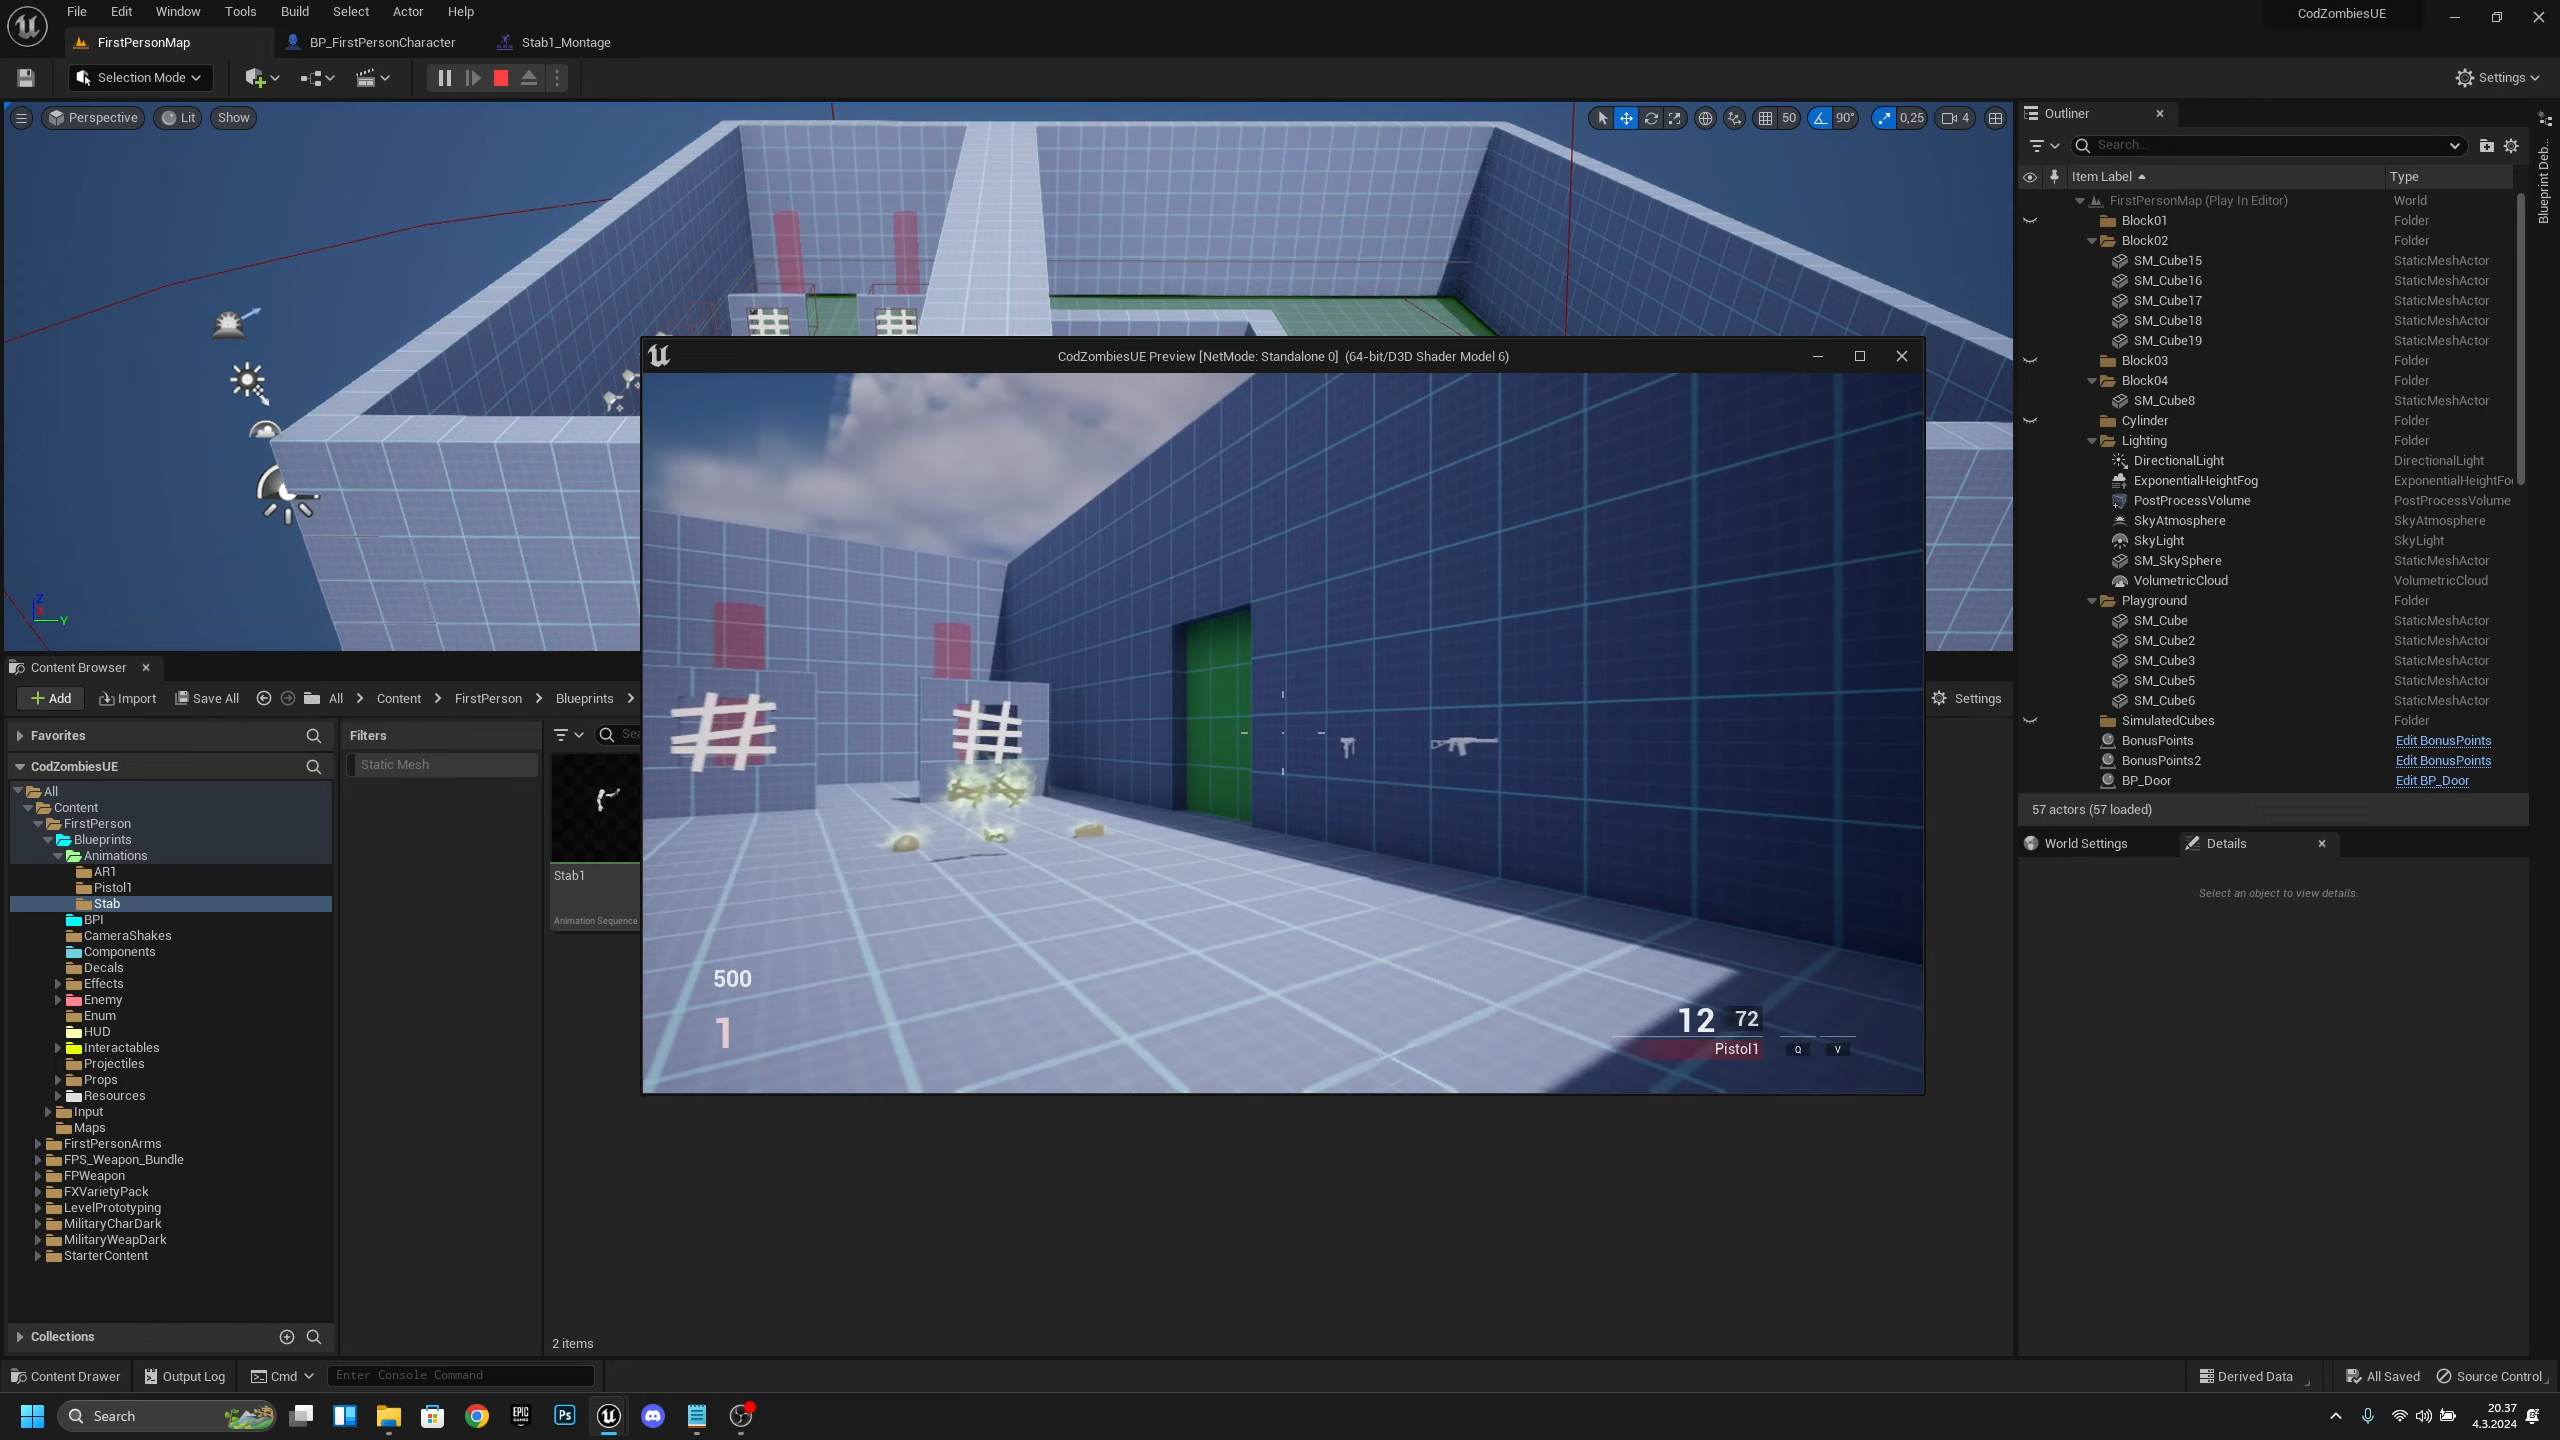 File Edit Window Tools Build Select Actor Help
CodZombiesUE
FirstPersonMap
BP_FirstPersonCharacter
Stab1_Montage
Selection Mode
Settings
Perspective
Lit
Show
50
90°
0,25
4
Outliner
Search...
Item Label
Type
FirstPersonMap (Play In Editor) World
Block01 Folder
Block02 Folder
SM_Cube15 StaticMeshActor
SM_Cube16 StaticMeshActor
SM_Cube17 StaticMeshActor
SM_Cube18 StaticMeshActor
SM_Cube19 StaticMeshActor
Block03 Folder
Block04 Folder
SM_Cube8 StaticMeshActor
Cylinder Folder
Lighting Folder
DirectionalLight DirectionalLight
ExponentialHeightFog ExponentialHeightFo
PostProcessVolume PostProcessVolume
SkyAtmosphere SkyAtmosphere
SkyLight SkyLight
SM_SkySphere StaticMeshActor
VolumetricCloud VolumetricCloud
Playground Folder
SM_Cube StaticMeshActor
SM_Cube2 StaticMeshActor
SM_Cube3 StaticMeshActor
SM_Cube5 StaticMeshActor
SM_Cube6 StaticMeshActor
SimulatedCubes Folder
BonusPoints Edit BonusPoints
BonusPoints2 Edit BonusPoints
BP_Door Edit BP_Door
57 actors (57 loaded)
World Settings
Details
Select an object to view details.
Blueprint Deb...
Z
Y
CodZombiesUE Preview [NetMode: Standalone 0] (64-bit/D3D Shader Model 6)
500
1
12 72
Pistol1
Q
V
Content Browser
Add
Import
Save All
All
Content
FirstPerson
Blueprints
Settings
Favorites
CodZombiesUE
All
Content
FirstPerson
Blueprints
Animations
AR1
Pistol1
Stab
BPI
CameraShakes
Components
Decals
Effects
Enemy
Enum
HUD
Interactables
Projectiles
Props
Resources
Input
Maps
FirstPersonArms
FPS_Weapon_Bundle
FPWeapon
FXVarietyPack
LevelPrototyping
MilitaryCharDark
MilitaryWeapDark
StarterContent
Collections
Filters
Static Mesh
Sea
Stab1
Animation Sequence
2 items
Content Drawer
Output Log
Cmd
Enter Console Command
Derived Data
All Saved
Source Control
Search
EPIC GAMES
Ps
20.37
4.3.2024